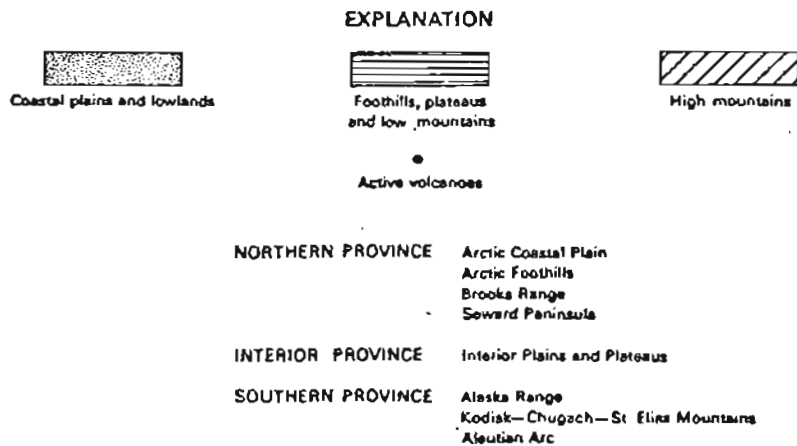 EXPLANATION
Coastal plains and lowlands
Foothills, plateaus
and low mountains
High mountains
Active volcanoes
NORTHERN PROVINCE Arctic Coastal Plain
Arctic Foothills
Brooks Range
Seward Peninsula
INTERIOR PROVINCE Interior Plains and Plateaus
SOUTHERN PROVINCE Alaska Range
Kodiak—Chugach—St Elias Mountains
Aleutian Arc